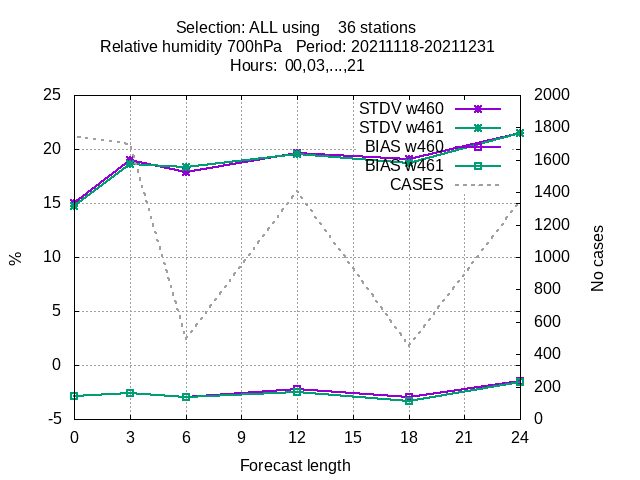 Selection: ALL using 36 stations
Relative humidity 700hPa Period: 20211118-20211231
Hours: 00,03,...,21
STDV w460
STDV w461
BIAS w460
BIAS w461
CASES
25
20
15
10
5
0
-5
%
2000
1800
1600
1400
1200
1000
800
600
400
200
0
No cases
0 3 6 9 12 15 18 21 24
Forecast length